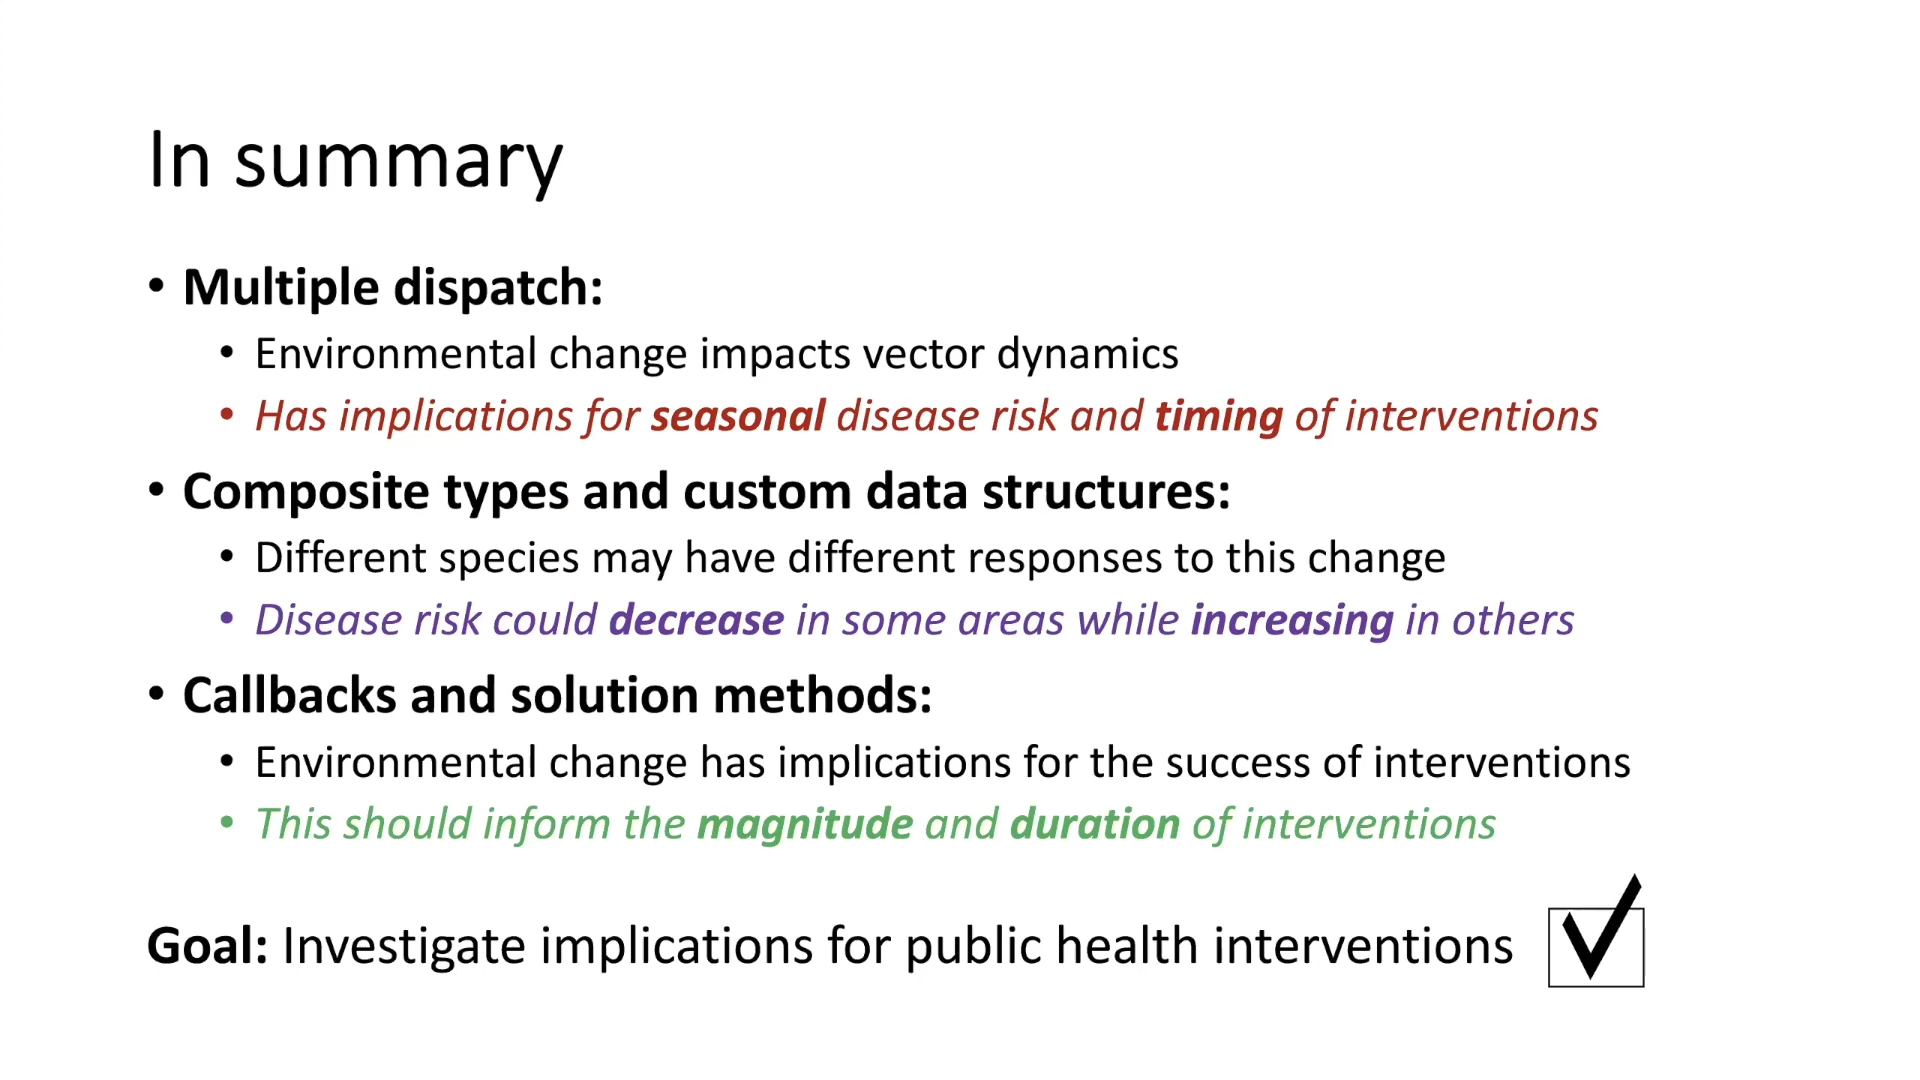 In summary
• Multiple dispatch:
• Environmental change impacts vector dynamics
• Has implications for seasonal disease risk and timing of interventions
• Composite types and custom data structures:
• Different species may have different responses to this change
• Disease risk could decrease in some areas while increasing in others
• Callbacks and solution methods:
• Environmental change has implications for the success of interventions
• This should inform the magnitude and duration of interventions
Goal: Investigate implications for public health interventions